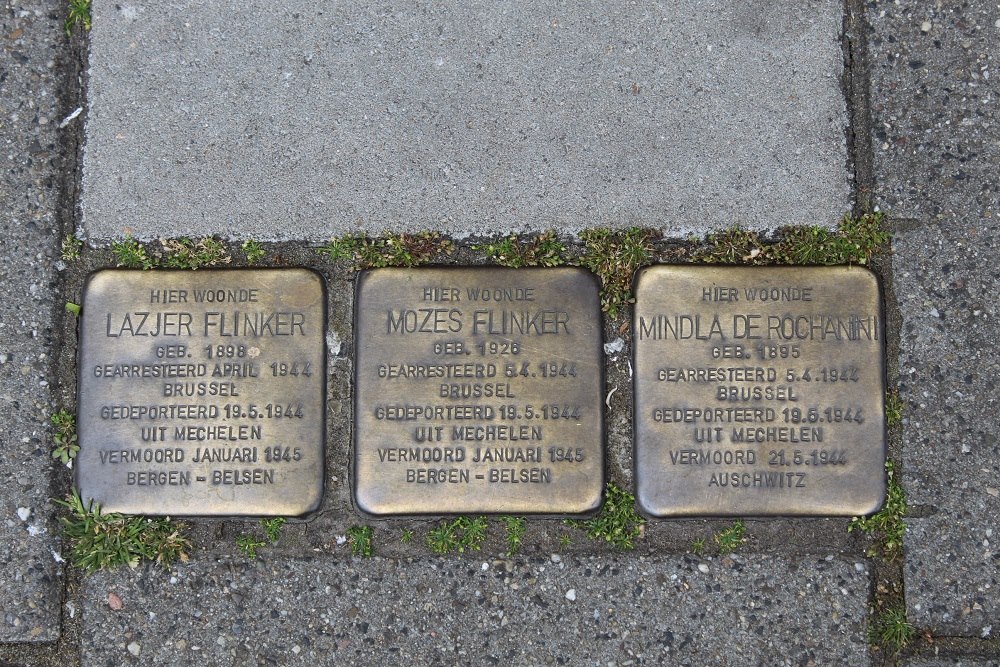 HIER WOONDE
LAZJER FLINKER
GEB. 1898
GEARRESTEERD APRIL 1944
BRUSSEL
GEDEPORTEERD 19.5.1944
UIT MECHELEN
VERMOORD JANUARI 1945
BERGEN - BELSEN
HIER WOONDE
MOZES FLINKER
GEB. 1926
GEARRESTEERD 5.4.1944
BRUSSEL
GEDEPORTEERD 19.5.1944
UIT MECHELEN
VERMOORD JANUARI 1945
BERGEN - BELSEN
HIER WOONDE
MINDLA DE ROCHANINI
GEB. 1895
GEARRESTEERD 5.4.1944
BRUSSEL
GEDEPORTEERD 19.5.1944
UIT MECHELEN
VERMOORD 21.5.1944
AUSCHWITZ